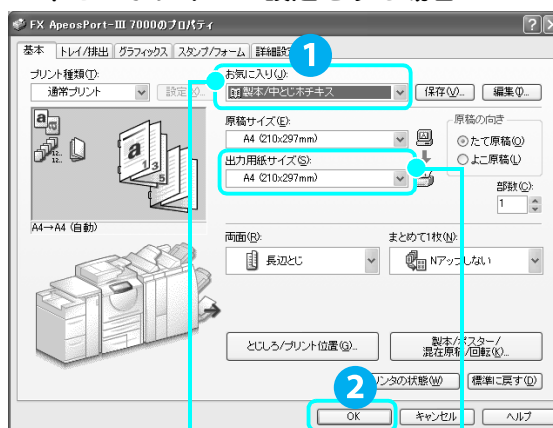 FX ApeosPort-III 7000のプロパティ
基本 トレイ/排出 グラフィックス スタンプ/フォーム
1
プリント種類(T):
通常プリント
設定
お気に入り(J):
製本/中とじホチキス
保存(V)... 編集(I)...
原稿サイズ(E):
A4 (210x297mm)
原稿の向き
たて原稿(O)
よこ原稿(L)
出力用紙サイズ(S):
A4 (210x297mm)
部数(C):
1
A4→A4 (自動)
両面(R):
長辺とじ
まとめて1枚(N):
Nアップしない
とじしろ/プリント位置(G)...
製本/ポスター/
混在原稿/回転(K)...
2
ンタの状態(W) 標準に戻す(D)
OK キャンセル ヘルプ